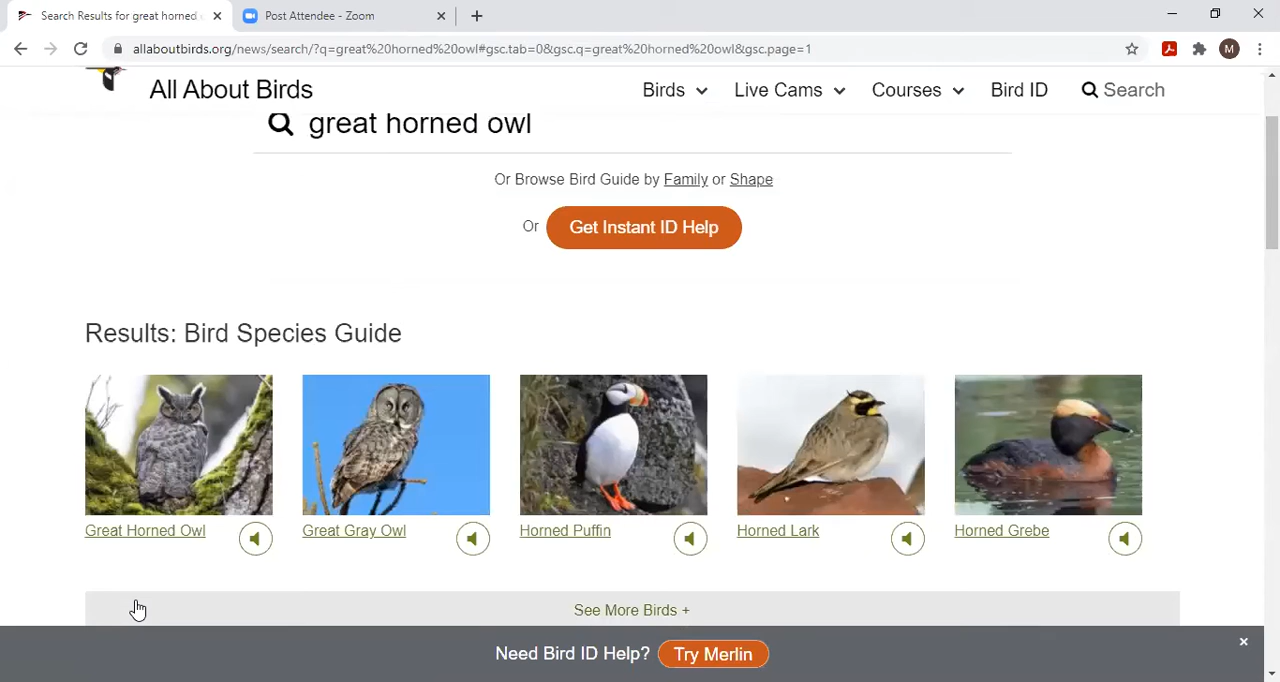 Search Results for great horned
Post Attendee - Zoom
allaboutbirds.org/news/search/?q=great%20horned%20owl#gsc.tab=0&gsc.q=great%20horned%20owl&gsc.page=1
M
All About Birds
Birds
Live Cams
Courses
Bird ID
Search
great horned owl
Or Browse Bird Guide by Family or Shape
Or Get Instant ID Help
Results: Bird Species Guide
Great Horned Owl
Great Gray Owl
Horned Puffin
Horned Lark
Horned Grebe
See More Birds +
Need Bird ID Help? Try Merlin